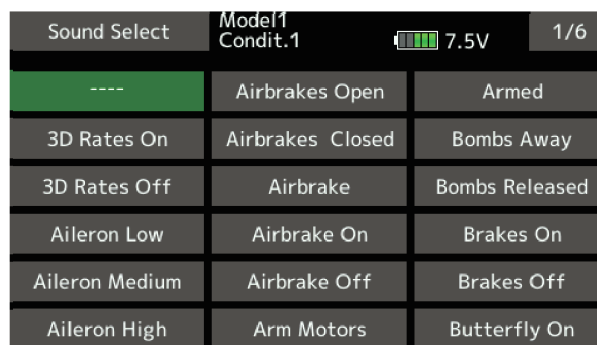 Sound Select
Model1
Condit.1
7.5V
1/6
----
Airbrakes Open
Armed
3D Rates On
Airbrakes Closed
Bombs Away
3D Rates Off
Airbrake
Bombs Released
Aileron Low
Airbrake On
Brakes On
Aileron Medium
Airbrake Off
Brakes Off
Aileron High
Arm Motors
Butterfly On